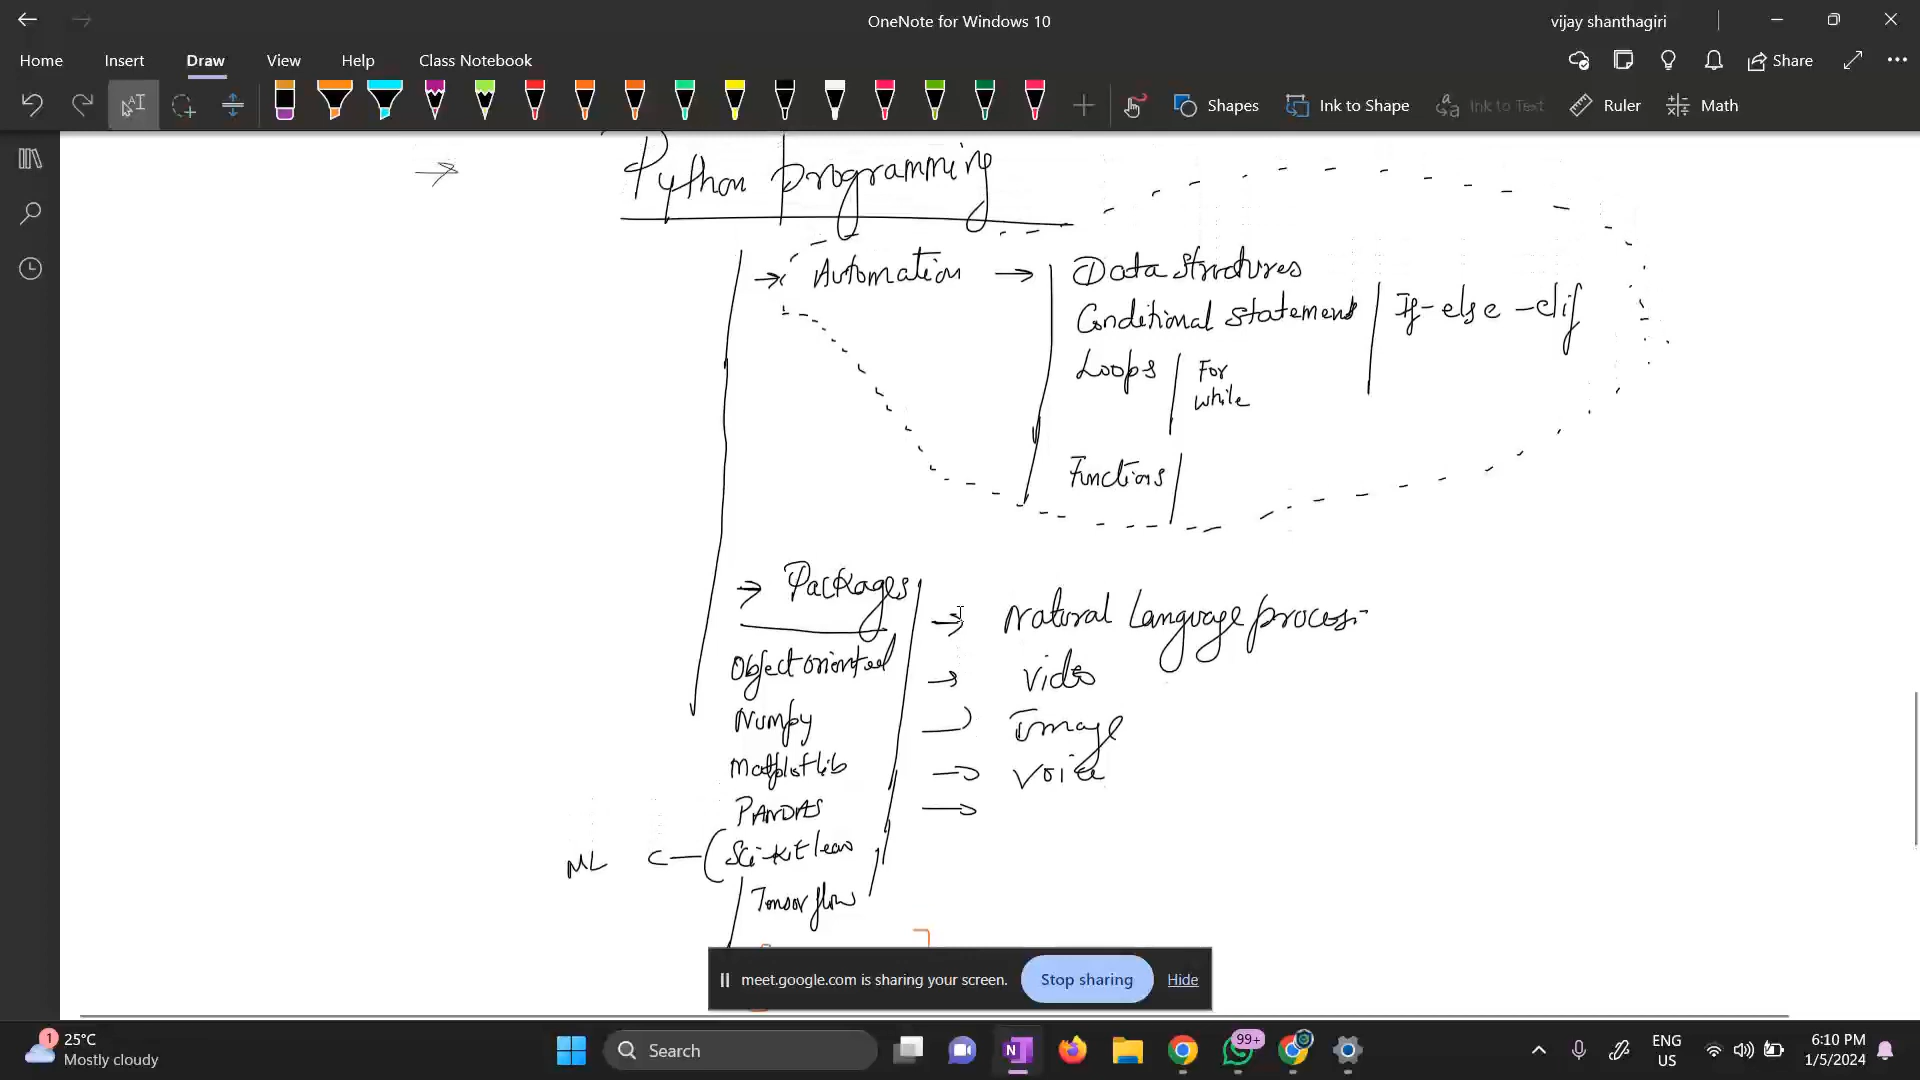 OneNote for Windows 10
vijay shanthagiri
Home Insert Draw View Help Class Notebook
Share
Shapes Ink to Shape Ink to Text Ruler Math
Python programming
→ Automation → Data structures
Conditional statement If-else-elif
Loops For
while
Functions
→ Packages
→ Natural Language process
Object oriented → Video
Numpy Image
Matplotlib → Voice
PANDAS →
ML Sci-kit learn
Tensor flow
meet.google.com is sharing your screen. Stop sharing Hide
1 25°C
Mostly cloudy
Search
99+
ENG
US
6:10 PM
1/5/2024